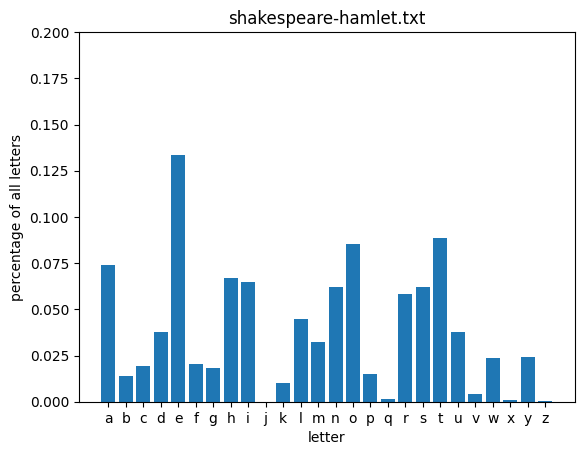 shakespeare-hamlet.txt
percentage of all letters
0.200
0.175
0.150
0.125
0.100
0.075
0.050
0.025
0.000
a b c d e f g h i j k l m n o p q r s t u v w x y z
letter